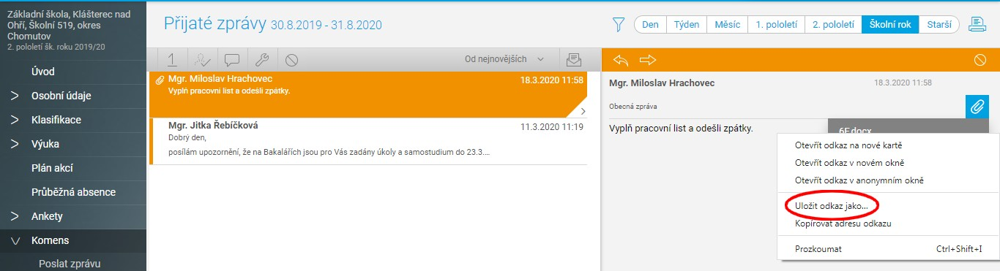 Základní škola, Klášterec nad
Ohří, Školní 519, okres
Chomutov
2. pololetí šk. roku 2019/20
Úvod
Osobní údaje
Klasifikace
Výuka
Plán akcí
Průběžná absence
Ankety
Komens
Poslat zprávu
Přijaté zprávy 30.8.2019 - 31.8.2020
Den Týden Měsíc 1. pololetí 2. pololetí Školní rok Starší
1 Od nejnovějších
Mgr. Miloslav Hrachovec 18.3.2020 11:58
Vyplň pracovní list a odešli zpátky.
Mgr. Jitka Řebíčková 11.3.2020 11:19
Dobrý den,
posílám upozornění, že na Bakalářích jsou pro Vás zadány úkoly a samostudium do 23.3....
Mgr. Miloslav Hrachovec 18.3.2020 11:58
Obecná zpráva
Vyplň pracovní list a odešli zpátky.
6F.docx
Otevřít odkaz na nové kartě
Otevřít odkaz v novém okně
Otevřít odkaz v anonymním okně
Uložit odkaz jako...
Kopírovat adresu odkazu
Prozkoumat Ctrl+Shift+I